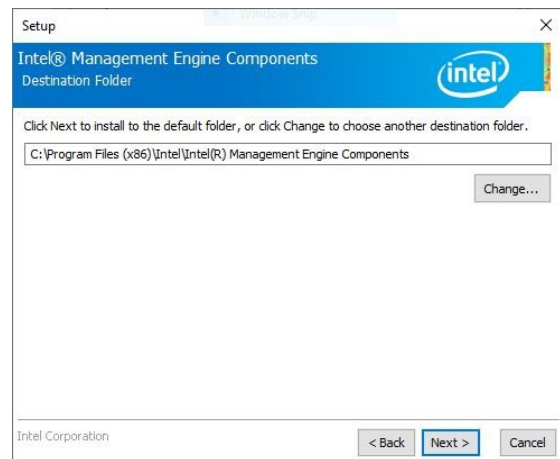 Window Snip
Setup
Intel® Management Engine Components
Destination Folder
intel
Click Next to install to the default folder, or click Change to choose another destination folder.
C:\Program Files (x86)\Intel\Intel(R) Management Engine Components
Change...
Intel Corporation
< Back
Next >
Cancel